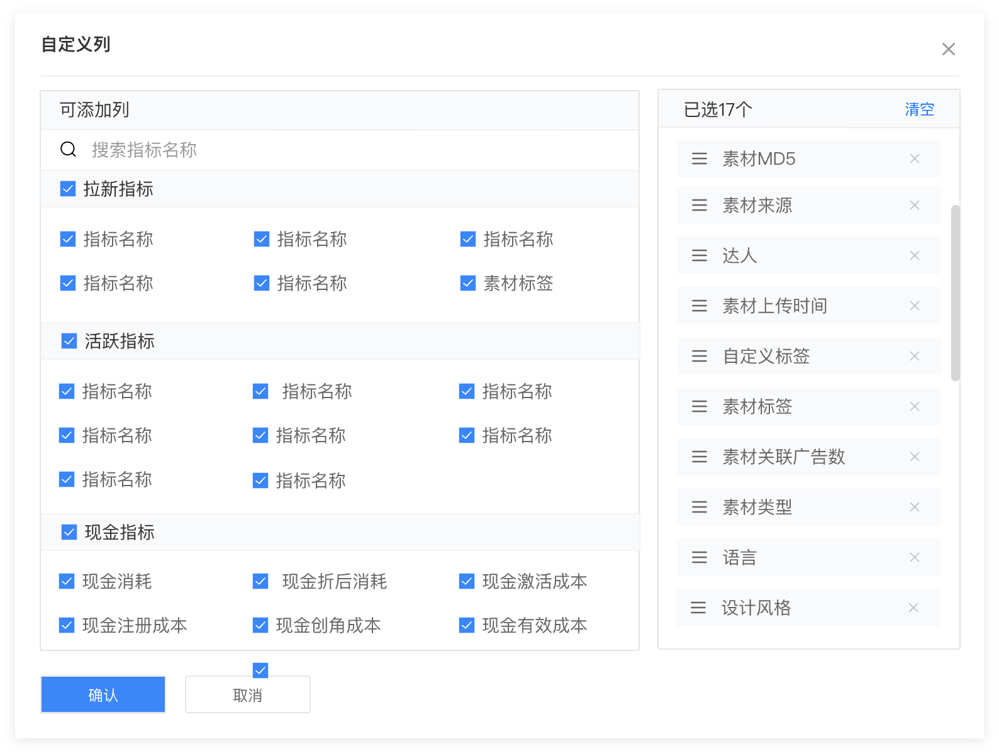 自定义列
可添加列
搜索指标名称
拉新指标
指标名称 指标名称 指标名称
指标名称 指标名称 素材标签
活跃指标
指标名称 指标名称 指标名称
指标名称 指标名称 指标名称
指标名称 指标名称
现金指标
现金消耗 现金折后消耗 现金激活成本
现金注册成本 现金创角成本 现金有效成本
已选17个 清空
素材MD5
素材来源
达人
素材上传时间
自定义标签
素材标签
素材关联广告数
素材类型
语言
设计风格
确认 取消